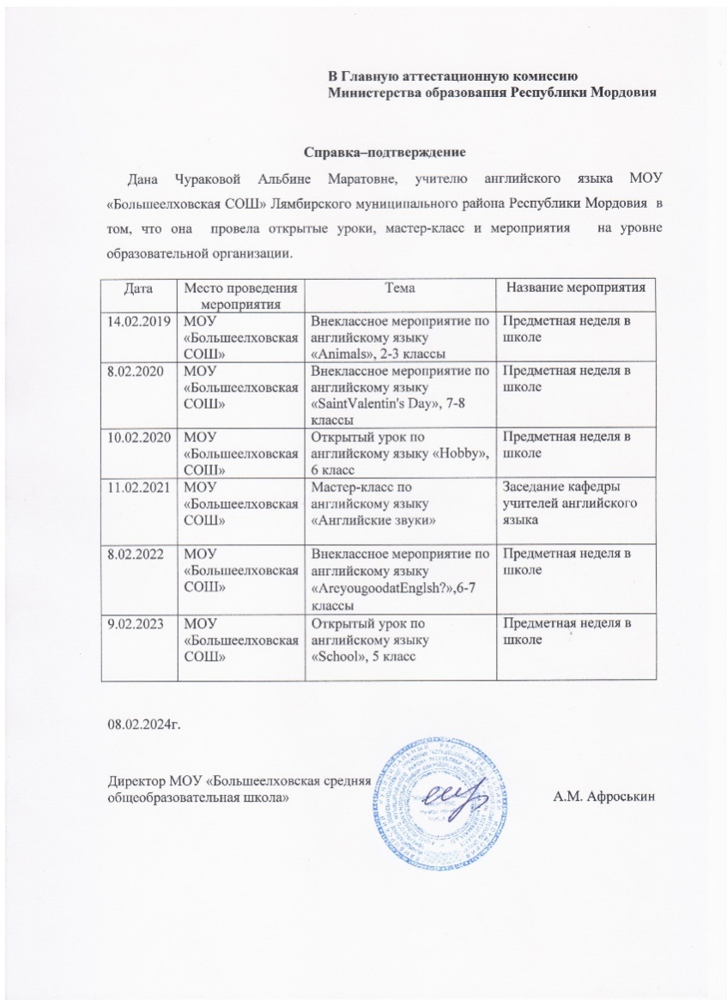 В Главную аттестационную комиссию
Министерства образования Республики Мордовия
Справка–подтверждение
Дана Чураковой Альбине Маратовне, учителю английского языка МОУ
«Большеелховская СОШ» Лямбирского муниципального района Республики Мордовия в
том, что она провела открытые уроки, мастер-класс и мероприятия на уровне
образовательной организации.
Дата
Место проведения
мероприятия
Тема
Название мероприятия
14.02.2019
МОУ
«Большеелховская
СОШ»
Внеклассное мероприятие по
английскому языку
«Animals», 2-3 классы
Предметная неделя в
школе
8.02.2020
МОУ
«Большеелховская
СОШ»
Внеклассное мероприятие по
английскому языку
«SaintValentin's Day», 7-8
классы
Предметная неделя в
школе
10.02.2020
МОУ
«Большеелховская
СОШ»
Открытый урок по
английскому языку «Hobby»,
6 класс
Предметная неделя в
школе
11.02.2021
МОУ
«Большеелховская
СОШ»
Мастер-класс по
английскому языку
«Английские звуки»
Заседание кафедры
учителей английского
языка
8.02.2022
МОУ
«Большеелховская
СОШ»
Внеклассное мероприятие по
английскому языку
«AreyougoodatEnglsh?»,6-7
классы
Предметная неделя в
школе
9.02.2023
МОУ
«Большеелховская
СОШ»
Открытый урок по
английскому языку
«School», 5 класс
Предметная неделя в
школе
08.02.2024г.
Директор МОУ «Большеелховская средняя
общеобразовательная школа»
А.М. Афроськин